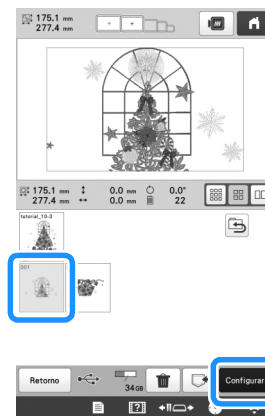 175.1 mm
277.4 mm
175.1 mm 0.0 mm 0.0°
277.4 mm 0.0 mm 22
tutorial_10-3
001
Retorno 34GB Configurar